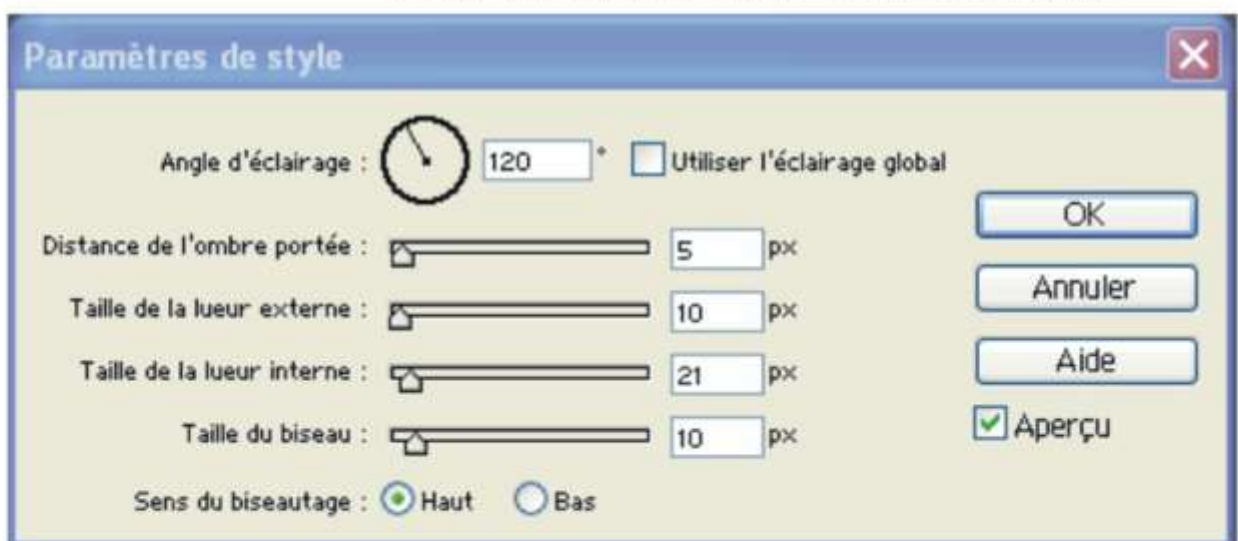 Paramètres de style
Angle d'éclairage : 120 ° Utiliser l'éclairage global
OK
Distance de l'ombre portée : 5 px
Annuler
Taille de la lueur externe : 10 px
Taille de la lueur interne : 21 px
Aide
Taille du biseau : 10 px
Aperçu
Sens du biseautage : Haut Bas